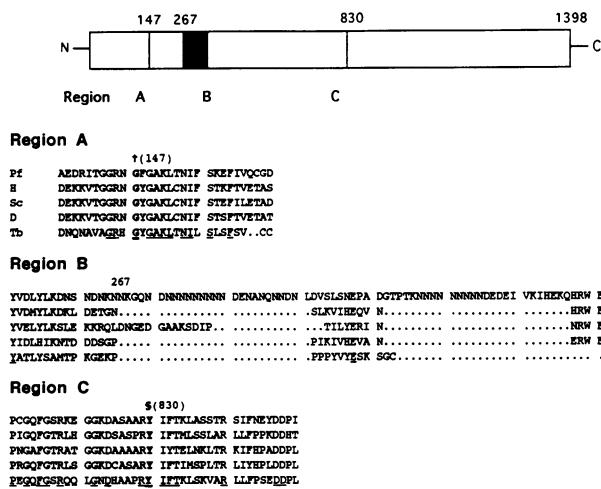 147 267 830 1398
N C
Region A B C
Region A
†(147)
Pf AEDRITGGRN GFGAKLTNIF SKEFIVQCGD
H DEKKVTGGRN GYGAKLCNIF STKFTVETAS
Sc DEKKVTGGRN GYGAKLCNIF STEFILETAD
D DEKKVTGGRN GYGAKLCNIF STSFTVETAT
Tb DNQNAVAGRH GYGAKLTNIL SLSFSV..CC
Region B
267
YVDLYLKDNS NDNKNNKGQN DNNNNNNNNN DENANQNNDN LDVSLSNEPA DGTPTKNNNN NNNNNDEDEI VKIHEKQHRW E
YVDMYLKDKL DETGN..... .......... .......... SLKVIHEQV N......... .......... .......HRW E
YVELYLKSLE KKRQLDNGED GAAKSDIP.. .......... ..TILYERIN .......... .......... .......NRW E
YIDLHIKNTD DDSGP..... .......... .......... PIKIVHEVA N......... .......... .......ERW E
YATLYSAMTP KGEKP..... .......... .......... PPPYVYESK SGC....... .......... ..........
Region C
$(830)
PCGQFGSRKE GGKDASAARY IFTKLASSTR SIFNEYDDPI
PIGQFGTRLH GGKDSASPRY IFTMLSSLAR LLFPPKDDHT
PNGAFGTRAT GGKDAAAARY IYTELNKLTR KIFHPADDPL
PRGQFGTRLS GGKDCASARY IFTIMSPLTR LIYHPLDDPL
PEGQFGSRQQ LGNDHAAPRY IFTKLSKVAR LLFPSEDDPL